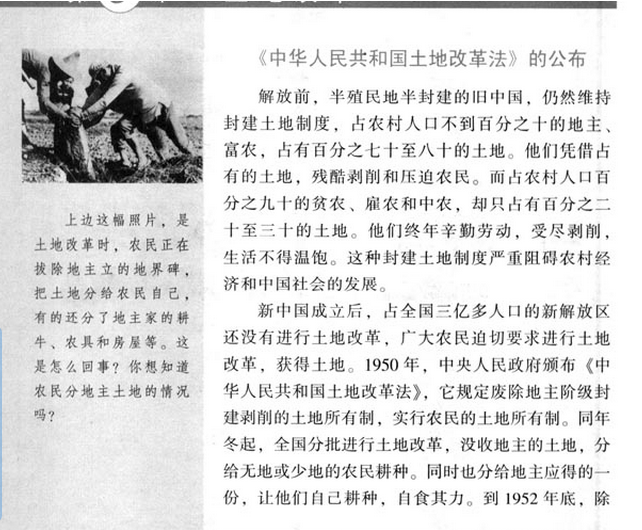 《中华人民共和国土地改革法》的公布
解放前，半殖民地半封建的旧中国，仍然维持
封建土地制度，占农村人口不到百分之十的地主、
富农，占有百分之七十至八十的土地。他们凭借占
有的土地，残酷剥削和压迫农民。而占农村人口百
分之九十的贫农、雇农和中农，却只占有百分之二
十至三十的土地。他们终年辛勤劳动，受尽剥削，
生活不得温饱。这种封建土地制度严重阻碍农村经
济和中国社会的发展。
新中国成立后，占全国三亿多人口的新解放区
还没有进行土地改革，广大农民迫切要求进行土地
改革，获得土地。1950年，中央人民政府颁布《中
华人民共和国土地改革法》，它规定废除地主阶级封
建剥削的土地所有制，实行农民的土地所有制。同年
冬起，全国分批进行土地改革，没收地主的土地，分
给无地或少地的农民耕种。同时也分给地主应得的一
份，让他们自己耕种，自食其力。到1952年底，除
上边这幅照片，是
土地改革时，农民正在
拔除地主立的地界碑，
把土地分给农民自己，
有的还分了地主家的耕
牛、农具和房屋等。这
是怎么回事？你想知道
农民分地主土地的情况
吗？